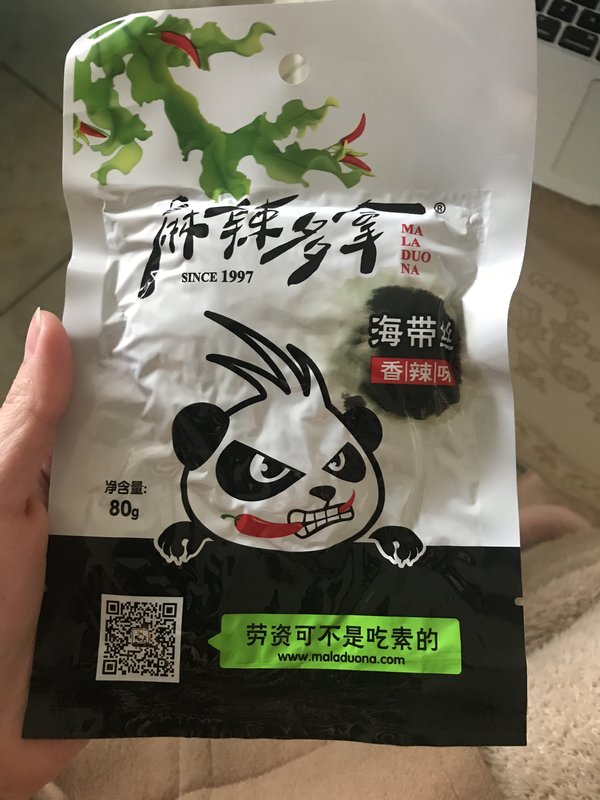 麻辣多拿®
MA
LA
DUO
NA
SINCE 1997
海带丝
香辣味
净含量:
80g
劳资可不是吃素的
www.maladuona.com